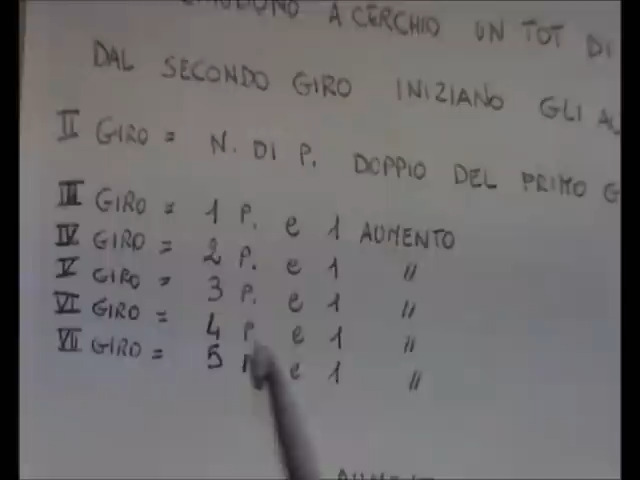 A CERCHIO UN TOT DI
DAL SECONDO GIRO INIZIANO GLI
II GIRO = N. DI P. DOPPIO DEL PRIMO G
III GIRO = 1 P. e 1 AUMENTO
IV GIRO = 2 P. e 1 "
V GIRO = 3 P. e 1 "
VI GIRO = 4 P. e 1 "
VII GIRO = 5 e 1 "